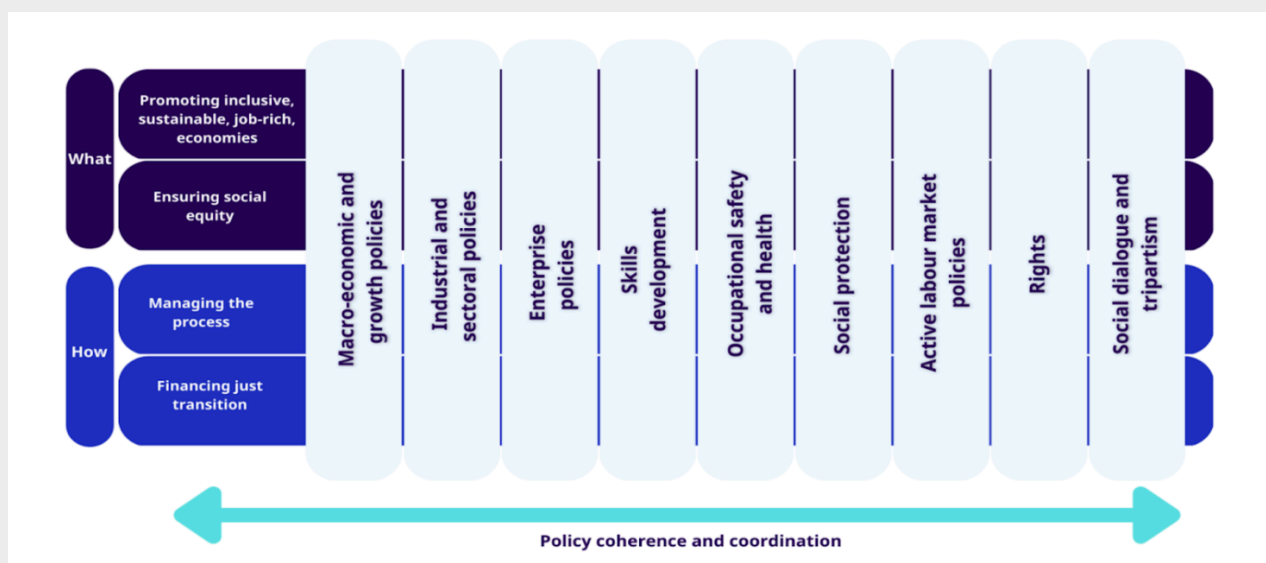 What
Promoting inclusive,
sustainable, job-rich,
economies
Ensuring social
equity
How
Managing the
process
Financing just
transition
Macro-economic and
growth policies
Industrial and
sectoral policies
Enterprise
policies
Skills
development
Occupational safety
and health
Social protection
Active labour market
policies
Rights
Social dialogue and
tripartism
Policy coherence and coordination